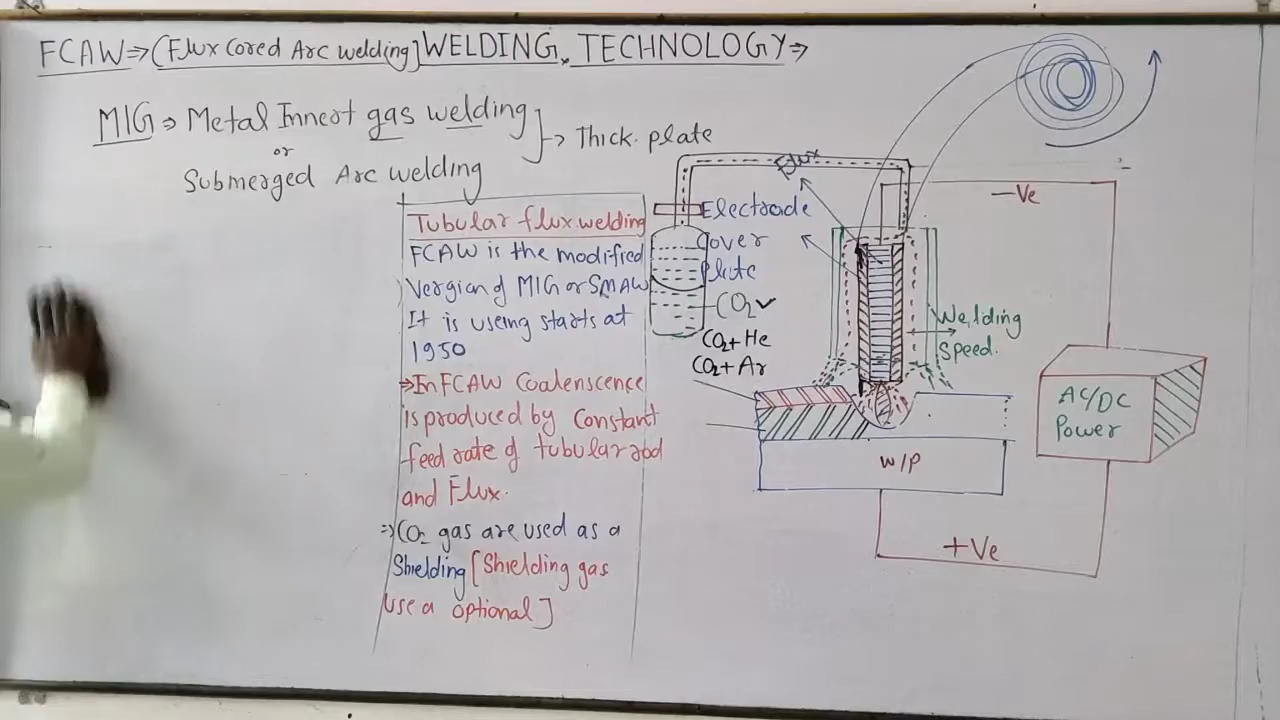 FCAW⇒(Flux Cored Arc welding] WELDING, TECHNOLOGY⇒
MIG⇒ Metal Innert gas welding
or
Submerged Arc welding
→ Thick plate
Tubular flux welding
FCAW is the modified
Vergian of MIG or SMAW
It is useing starts at
1950
⇒In FCAW Coalenscence
is produced by Constant
feed rate of tubular rod
and Flux.
⇒CO₂ gas are used as a
Shielding [Shielding gas
use a optional]
Flux
Electrode
Cover
plate
CO₂✓
CO₂+He
CO₂+Ar
-Ve
Welding
Speed.
AC/DC
Power
W/P
+Ve